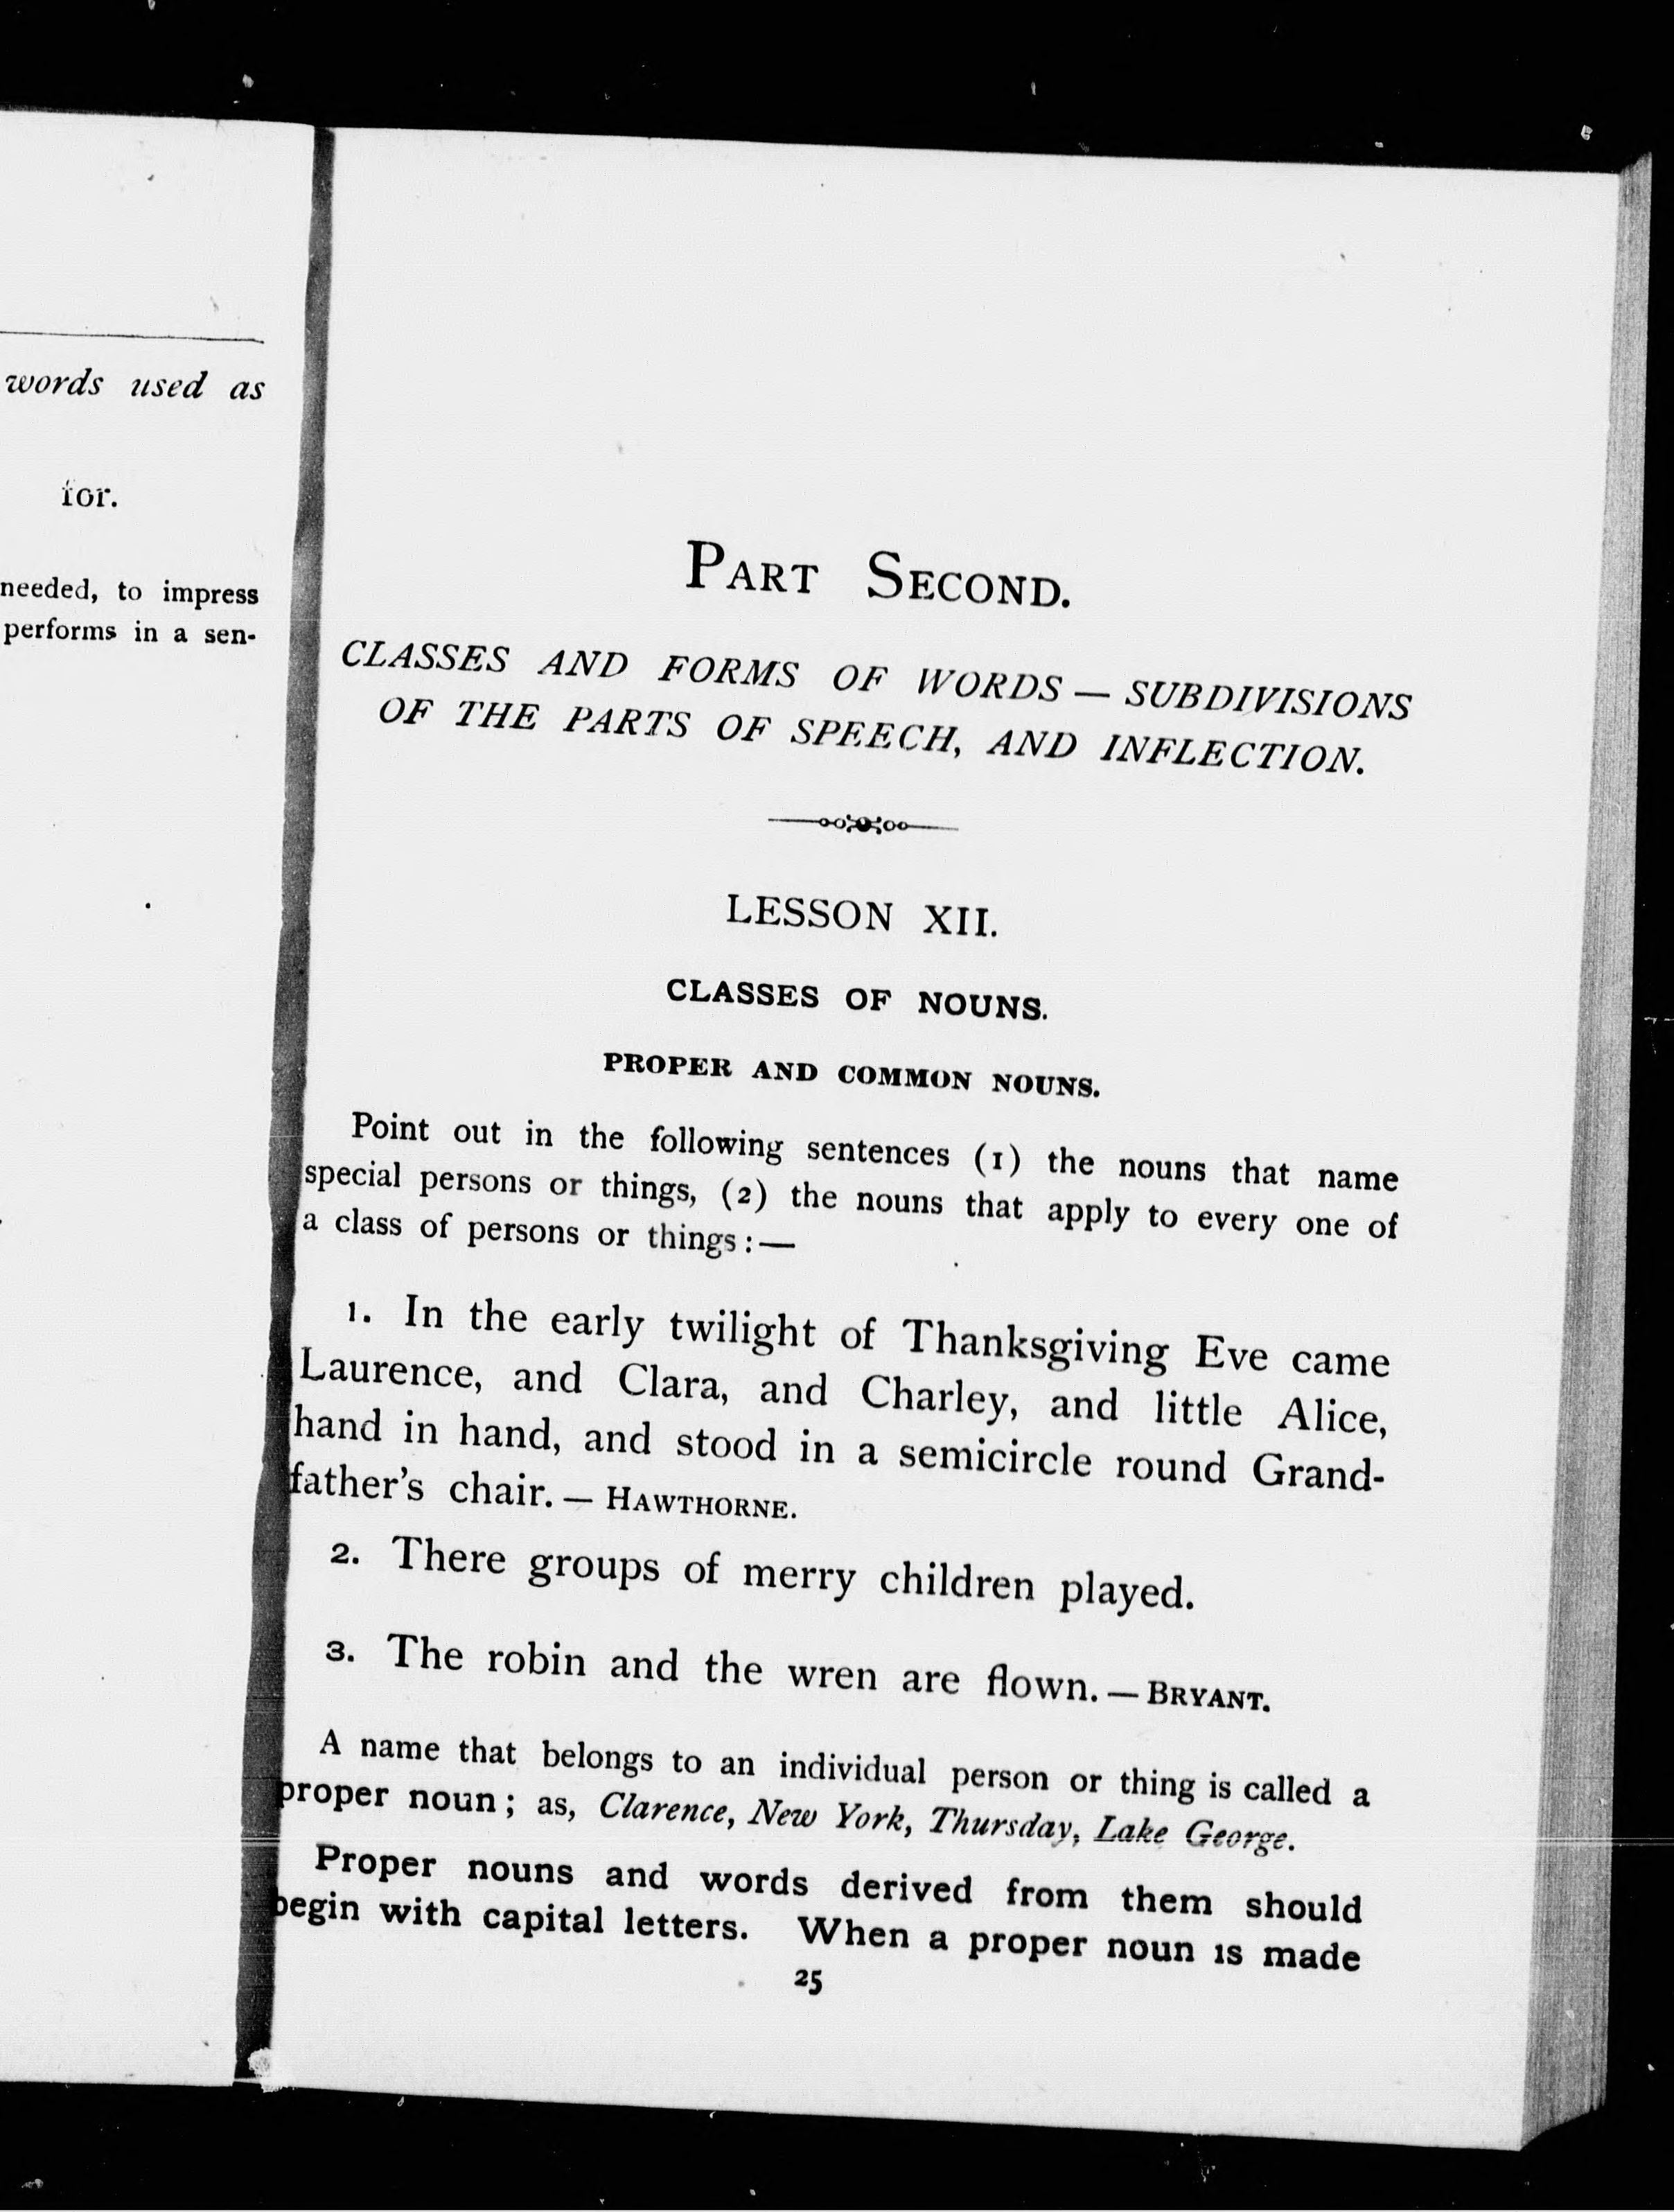 words used as
for.
needed, to impress
performs in a sen-
PART SECOND.
CLASSES AND FORMS OF WORDS — SUBDIVISIONS
OF THE PARTS OF SPEECH, AND INFLECTION.
LESSON XII.
CLASSES OF NOUNS.
PROPER AND COMMON NOUNS.
Point out in the following sentences (1) the nouns that name
special persons or things, (2) the nouns that apply to every one of
a class of persons or things:—
1. In the early twilight of Thanksgiving Eve came
Laurence, and Clara, and Charley, and little Alice,
hand in hand, and stood in a semicircle round Grand-
father's chair. — HAWTHORNE.
2. There groups of merry children played.
3. The robin and the wren are flown. — BRYANT.
A name that belongs to an individual person or thing is called a
proper noun; as, Clarence, New York, Thursday, Lake George.
Proper nouns and words derived from them should
begin with capital letters. When a proper noun is made
25